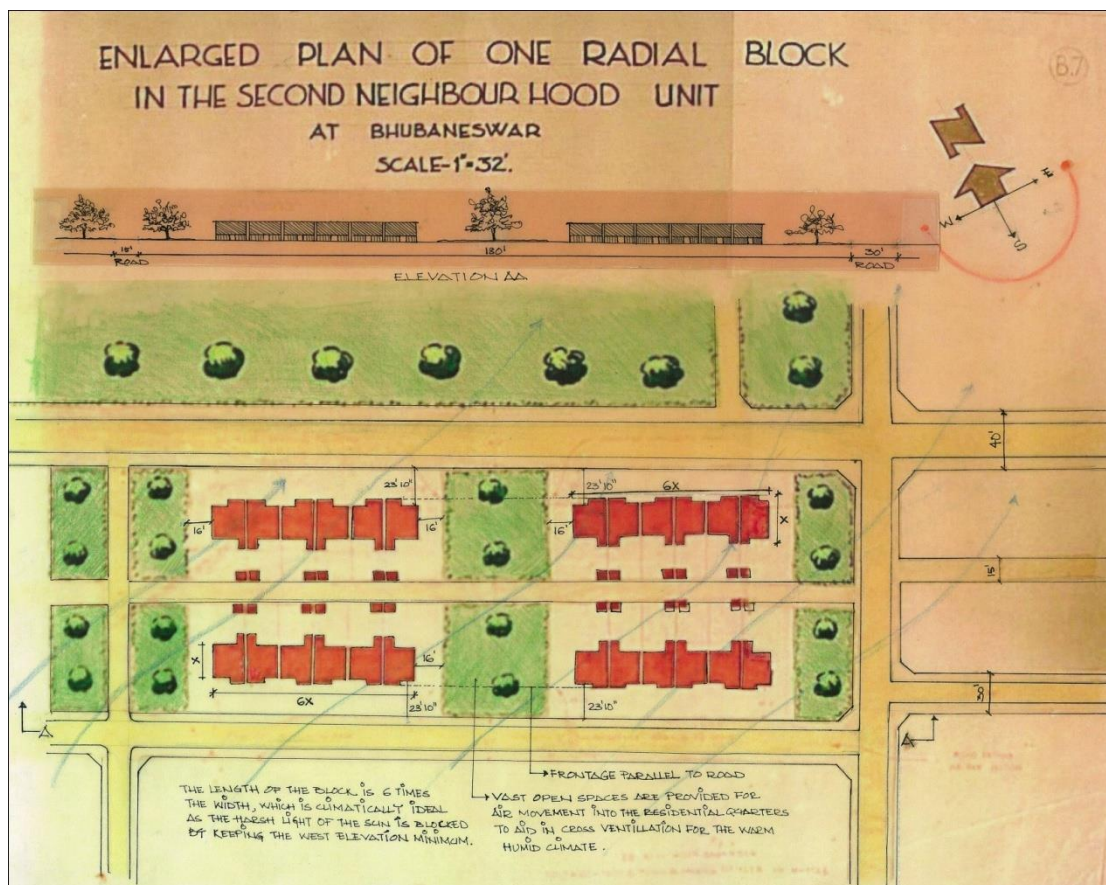 ENLARGED PLAN OF ONE RADIAL BLOCK
IN THE SECOND NEIGHBOUR HOOD UNIT
AT BHUBANESWAR
SCALE-1"=32'.
B.7
N
E
W
S
18'
ROAD
180'
30'
ROAD
ELEVATION AA
40'
23'10"
23'10"
6X
X
16'
16'
16'
15'
X
16'
6X
23'10"
23'10"
30'
A
A
FRONTAGE PARALLEL TO ROAD
THE LENGTH OF THE BLOCK IS 6 TIMES
THE WIDTH, WHICH IS CLIMATICALLY IDEAL
AS THE HARSH LIGHT OF THE SUN IS BLOCKED
BY KEEPING THE WEST ELEVATION MINIMUM.
VAST OPEN SPACES ARE PROVIDED FOR
AIR MOVEMENT INTO THE RESIDENTIAL QUARTERS
TO AID IN CROSS VENTILLATION FOR THE WARM
HUMID CLIMATE.